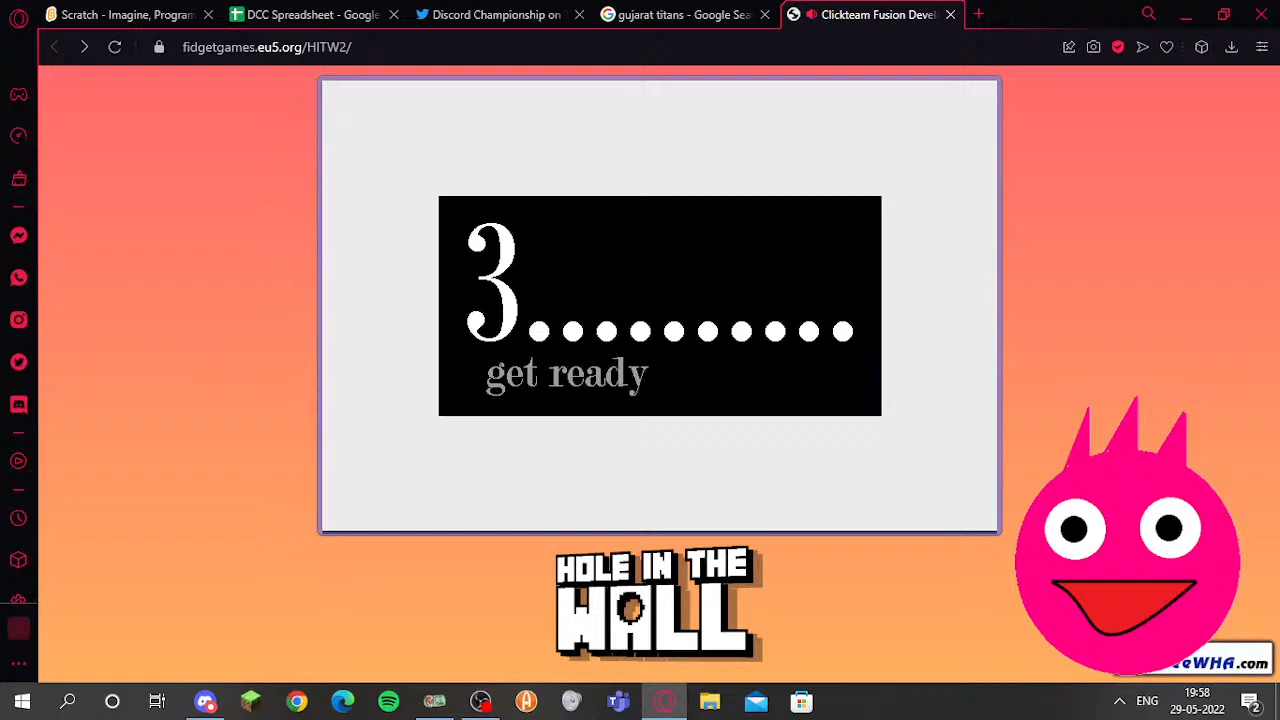 Scratch - Imagine, Program
DCC Spreadsheet - Google
Discord Championship on T
gujarat titans - Google Sea
Clickteam Fusion Devel
fidgetgames.eu5.org/HITW2/
3..........
get ready
HOLE IN THE
WALL
eWHA.com
ENG
19:58
29-05-2022
2